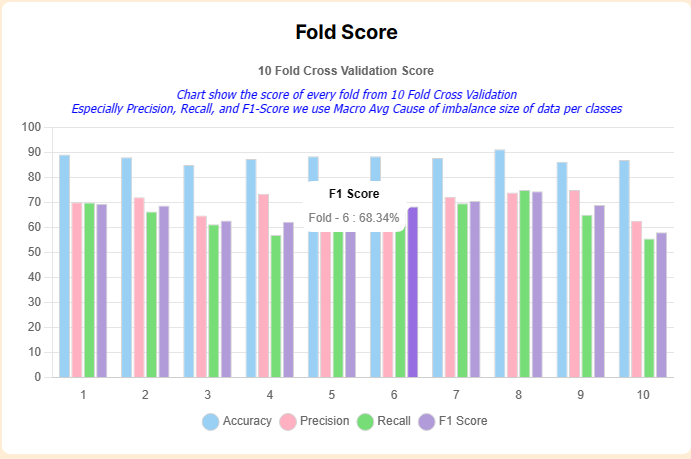 Fold Score
10 Fold Cross Validation Score
Chart show the score of every fold from 10 Fold Cross Validation
Especially Precision, Recall, and F1-Score we use Macro Avg Cause of imbalance size of data per classes
100
90
80
70
60
50
40
30
20
10
0
F1 Score
Fold - 6 : 68.34%
1 2 3 4 5 6 7 8 9 10
Accuracy Precision Recall F1 Score